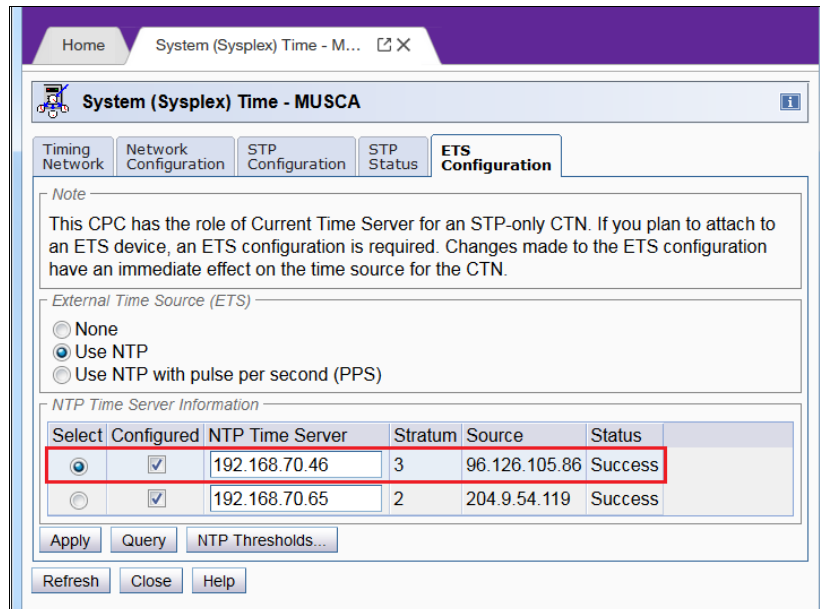 Home
System (Sysplex) Time - M...
System (Sysplex) Time - MUSCA
Timing Network
Network Configuration
STP Configuration
STP Status
ETS Configuration
Note
This CPC has the role of Current Time Server for an STP-only CTN. If you plan to attach to
an ETS device, an ETS configuration is required. Changes made to the ETS configuration
have an immediate effect on the time source for the CTN.
External Time Source (ETS)
None
Use NTP
Use NTP with pulse per second (PPS)
NTP Time Server Information
Select Configured NTP Time Server Stratum Source Status
192.168.70.46 3 96.126.105.86 Success
192.168.70.65 2 204.9.54.119 Success
Apply Query NTP Thresholds...
Refresh Close Help